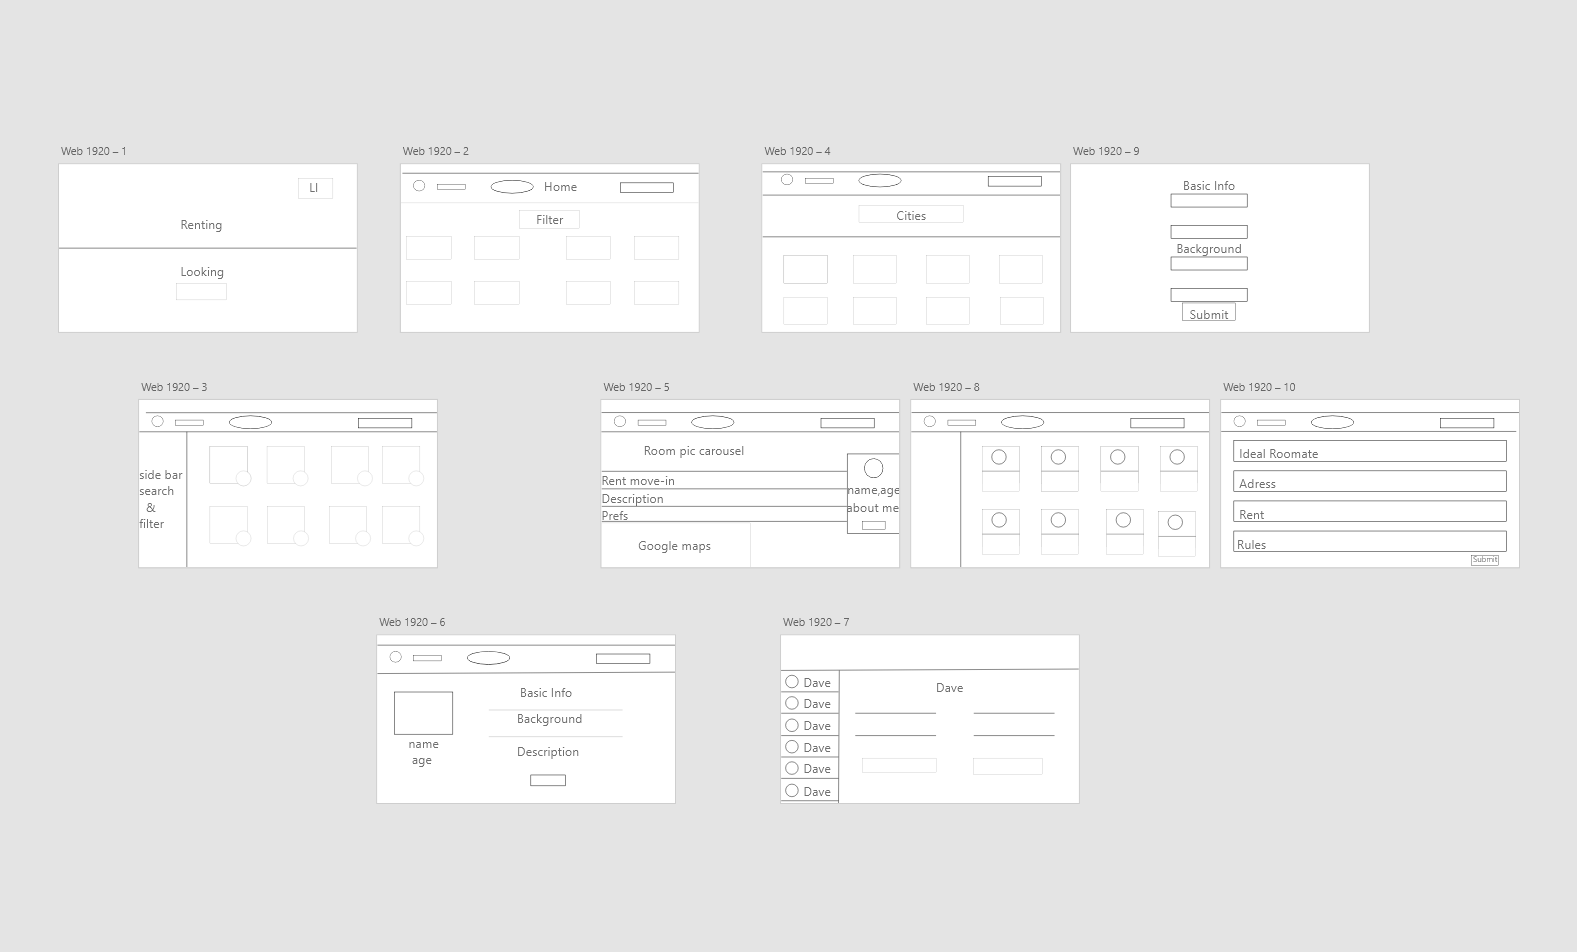 Web 1920 – 1
LI
Renting
Looking
Web 1920 – 2
Home
Filter
Web 1920 – 4
Cities
Web 1920 – 9
Basic Info
Background
Submit
Web 1920 – 3
side bar
search
&
filter
Web 1920 – 5
Room pic carousel
Rent move-in
Description
Prefs
Google maps
name,age
about me
Web 1920 – 8
Web 1920 – 10
Ideal Roomate
Adress
Rent
Rules
Submit
Web 1920 – 6
name
age
Basic Info
Background
Description
Web 1920 – 7
Dave
Dave
Dave
Dave
Dave
Dave
Dave